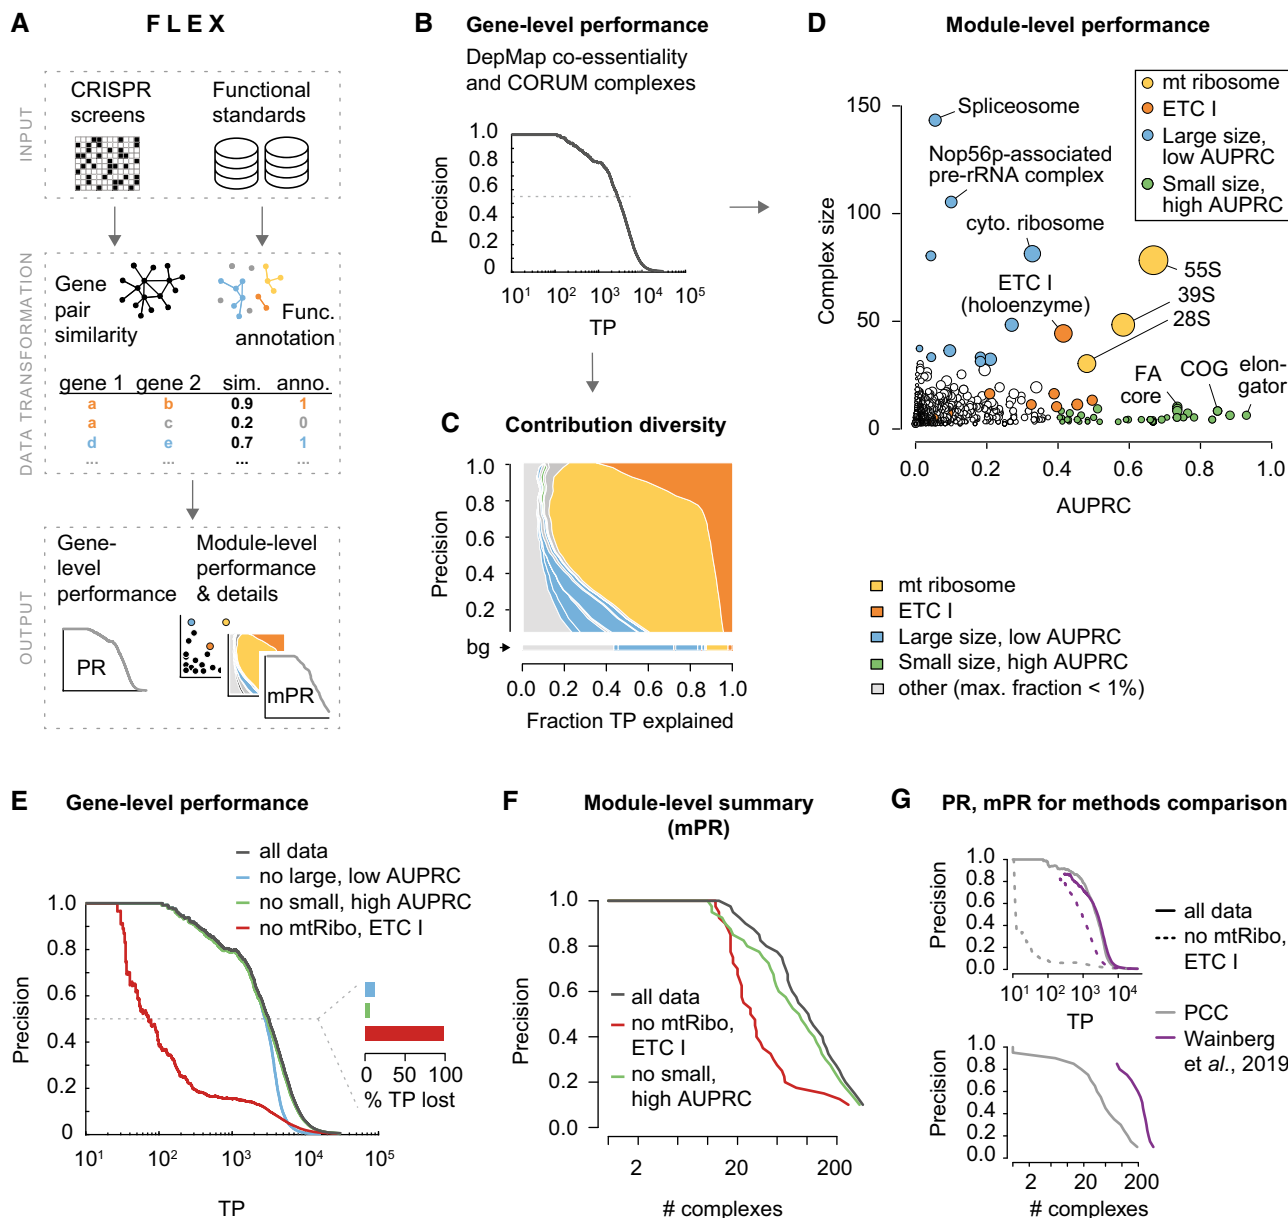 A
F L E X
INPUT
CRISPR
screens
Functional
standards
DATA TRANSFORMATION
Gene
pair
similarity
Func.
annotation
gene 1 gene 2 sim. anno.
a b 0.9 1
a c 0.2 0
d e 0.7 1
... ... ... ...
OUTPUT
Gene-
level
performance
Module-level
performance
& details
PR
mPR
B
Gene-level performance
DepMap co-essentiality
and CORUM complexes
Precision
1.0
0.8
0.6
0.4
0.2
0
10¹ 10² 10³ 10⁴ 10⁵
TP
C
Contribution diversity
Precision
1.0
0.8
0.6
0.4
0.2
bg
0.0 0.2 0.4 0.6 0.8 1.0
Fraction TP explained
D
Module-level performance
mt ribosome
ETC I
Large size,
low AUPRC
Small size,
high AUPRC
Complex size
150
100
50
0
Spliceosome
Nop56p-associated
pre-rRNA complex
cyto. ribosome
ETC I
(holoenzyme)
55S
39S
28S
FA
core
COG
elon-
gator
0.0 0.2 0.4 0.6 0.8 1.0
AUPRC
mt ribosome
ETC I
Large size, low AUPRC
Small size, high AUPRC
other (max. fraction < 1%)
E
Gene-level performance
all data
no large, low AUPRC
no small, high AUPRC
no mtRibo, ETC I
Precision
1.0
0.8
0.6
0.4
0.2
0
0 50 100
% TP lost
10¹ 10² 10³ 10⁴ 10⁵
TP
F
Module-level summary
(mPR)
Precision
1.0
0.8
0.6
0.4
0.2
0.0
all data
no mtRibo,
ETC I
no small,
high AUPRC
2 20 200
# complexes
G
PR, mPR for methods comparison
Precision
1.0
0.8
0.6
0.4
0.2
0.0
10¹ 10² 10³ 10⁴
TP
all data
no mtRibo,
ETC I
PCC
Wainberg
et al., 2019
Precision
1.0
0.8
0.6
0.4
0.2
0.0
2 20 200
# complexes